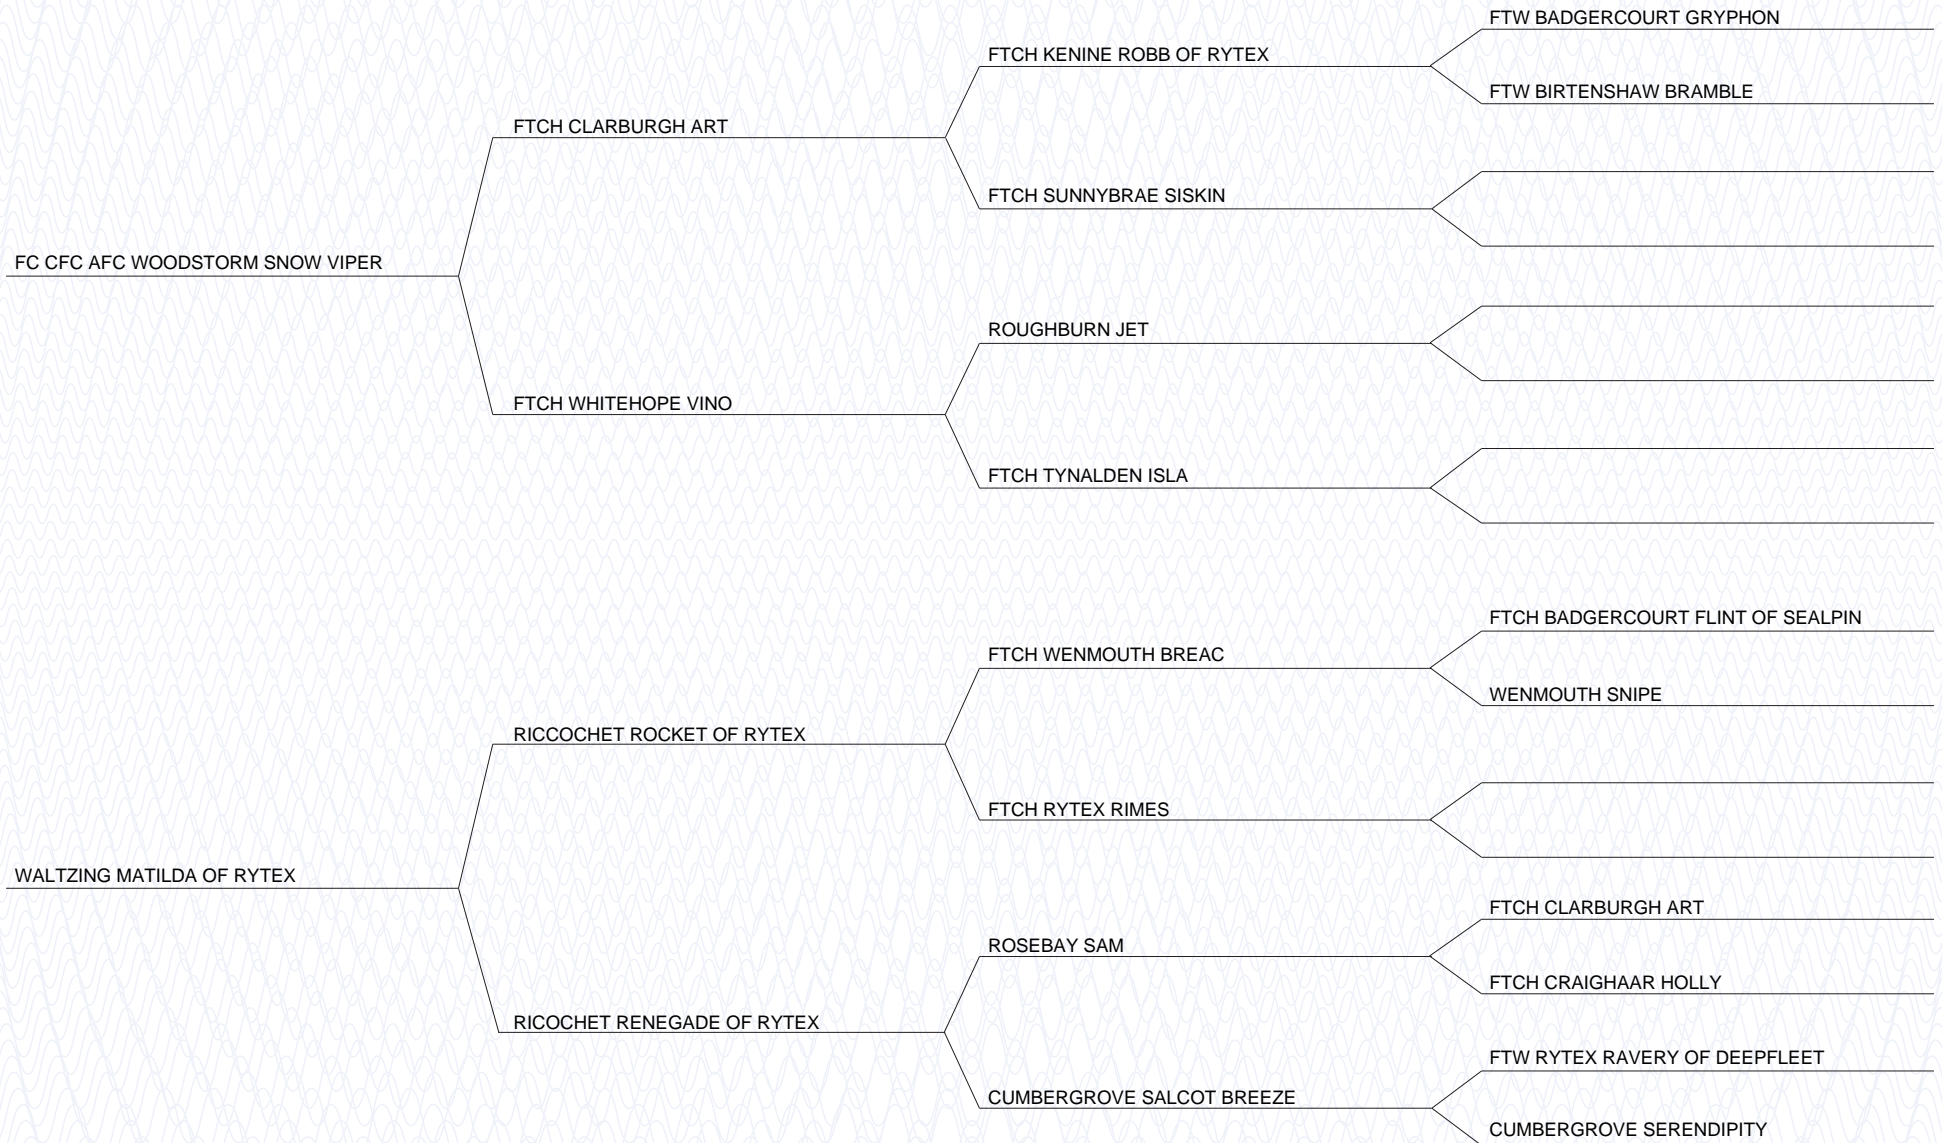 FTW BADGERCOURT GRYPHON
FTCH KENINE ROBB OF RYTEX
FTW BIRTENSHAW BRAMBLE
FTCH CLARBURGH ART
FTCH SUNNYBRAE SISKIN
FC CFC AFC WOODSTORM SNOW VIPER
ROUGHBURN JET
FTCH WHITEHOPE VINO
FTCH TYNALDEN ISLA
FTCH BADGERCOURT FLINT OF SEALPIN
FTCH WENMOUTH BREAC
WENMOUTH SNIPE
RICCOCHET ROCKET OF RYTEX
FTCH RYTEX RIMES
WALTZING MATILDA OF RYTEX
FTCH CLARBURGH ART
ROSEBAY SAM
FTCH CRAIGHAAR HOLLY
RICOCHET RENEGADE OF RYTEX
FTW RYTEX RAVERY OF DEEPFLEET
CUMBERGROVE SALCOT BREEZE
CUMBERGROVE SERENDIPITY